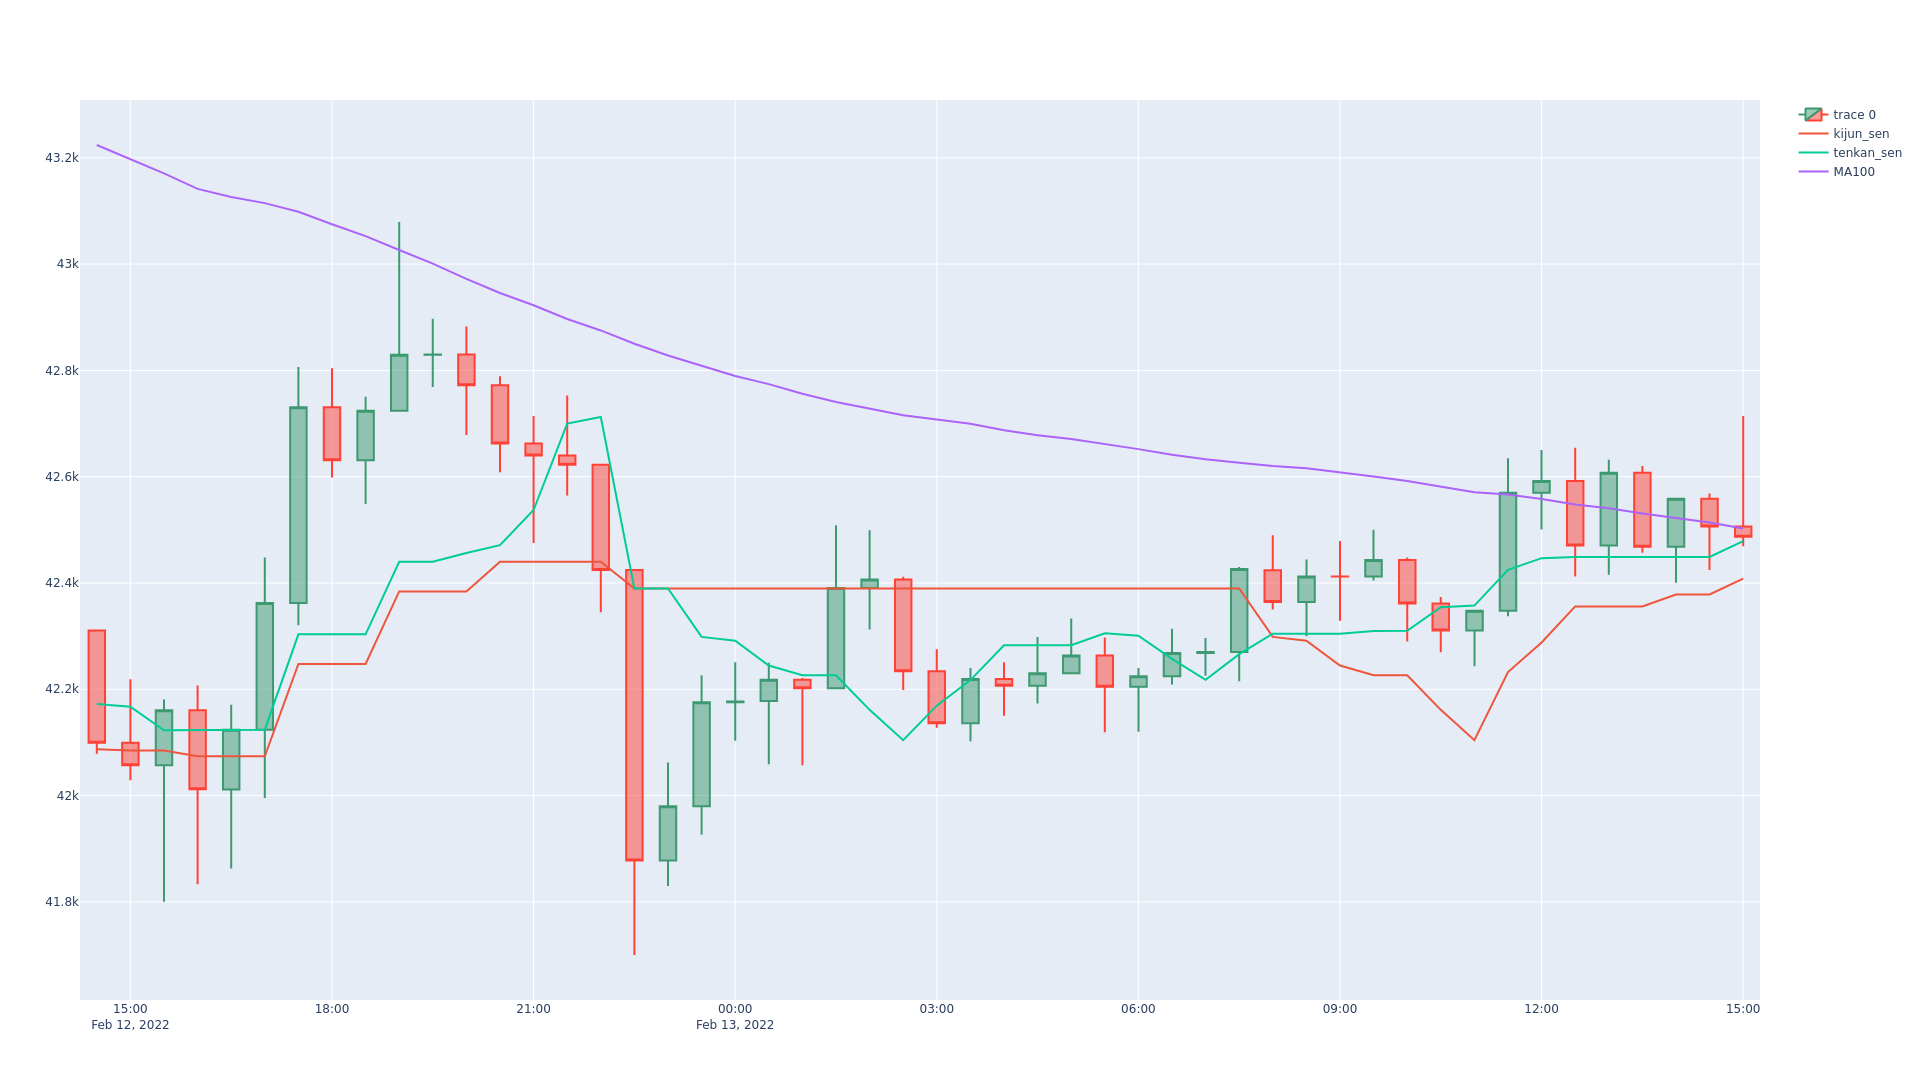 trace 0
kijun_sen
tenkan_sen
MA100
43.2k
43k
42.8k
42.6k
42.4k
42.2k
42k
41.8k
15:00 18:00 21:00 00:00 03:00 06:00 09:00 12:00 15:00
Feb 12, 2022 Feb 13, 2022